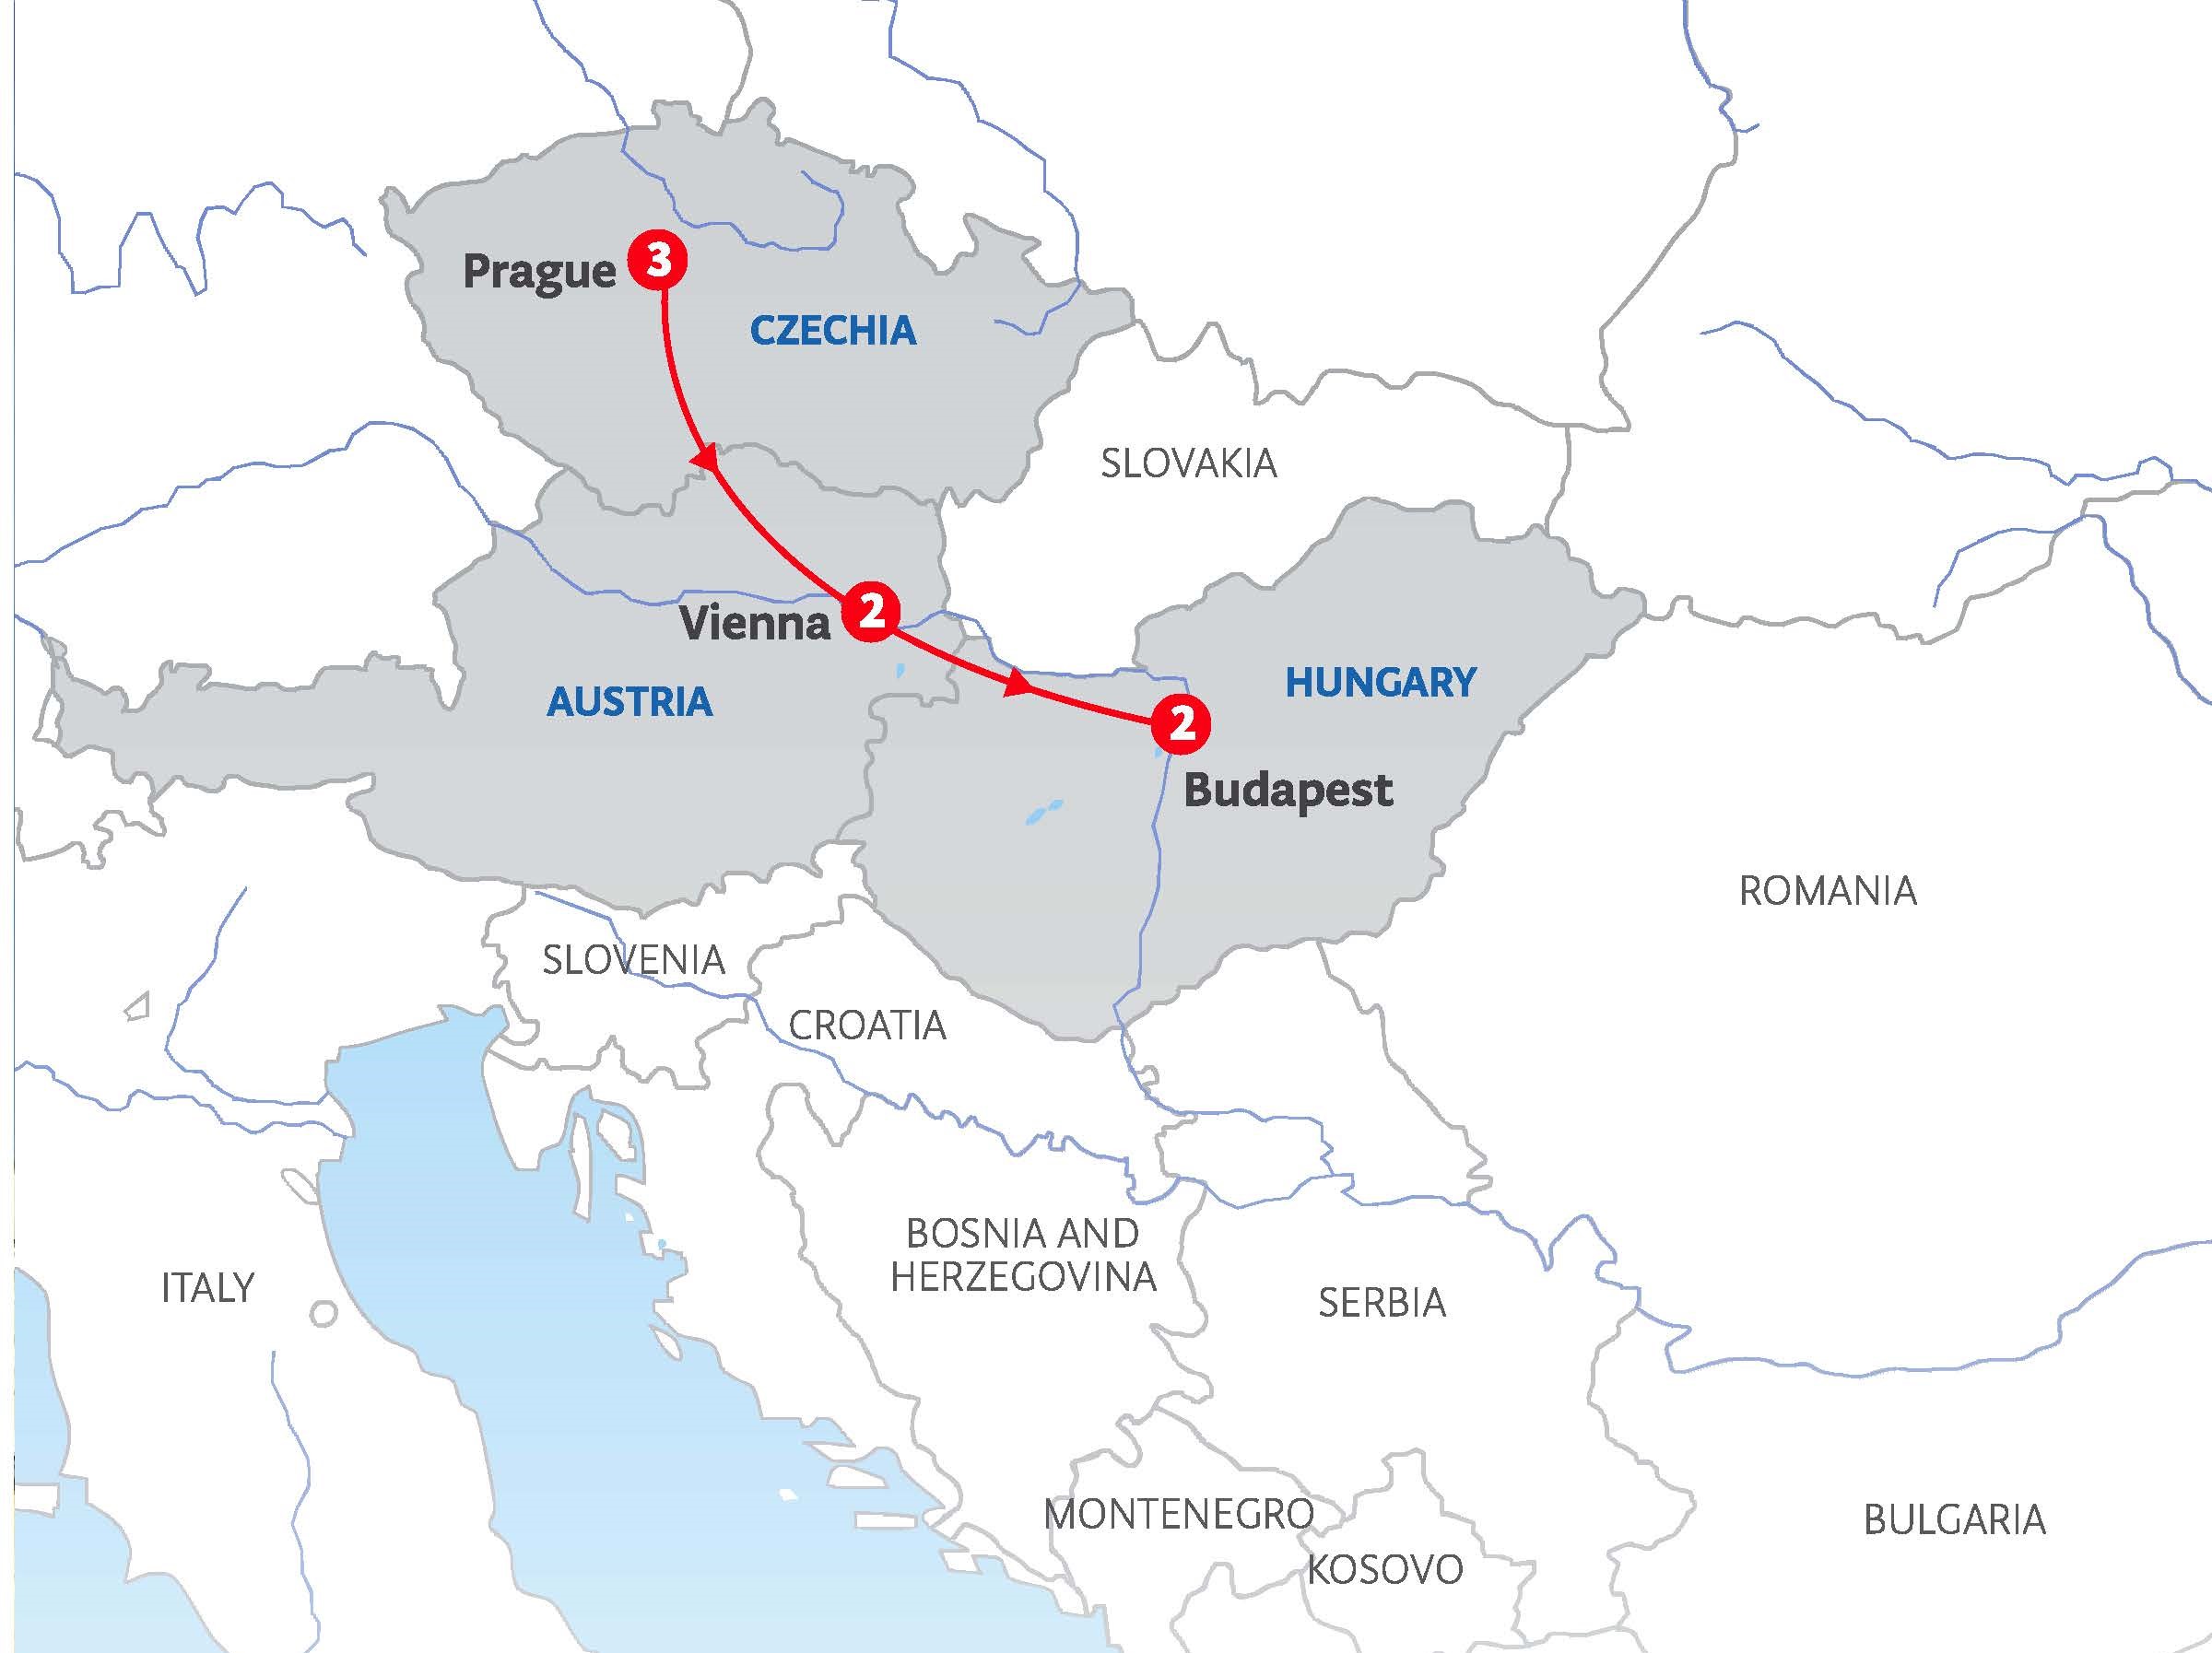 Prague
3
CZECHIA
SLOVAKIA
Vienna
2
AUSTRIA
HUNGARY
2
Budapest
ROMANIA
SLOVENIA
CROATIA
BOSNIA AND
HERZEGOVINA
ITALY
SERBIA
MONTENEGRO
BULGARIA
KOSOVO